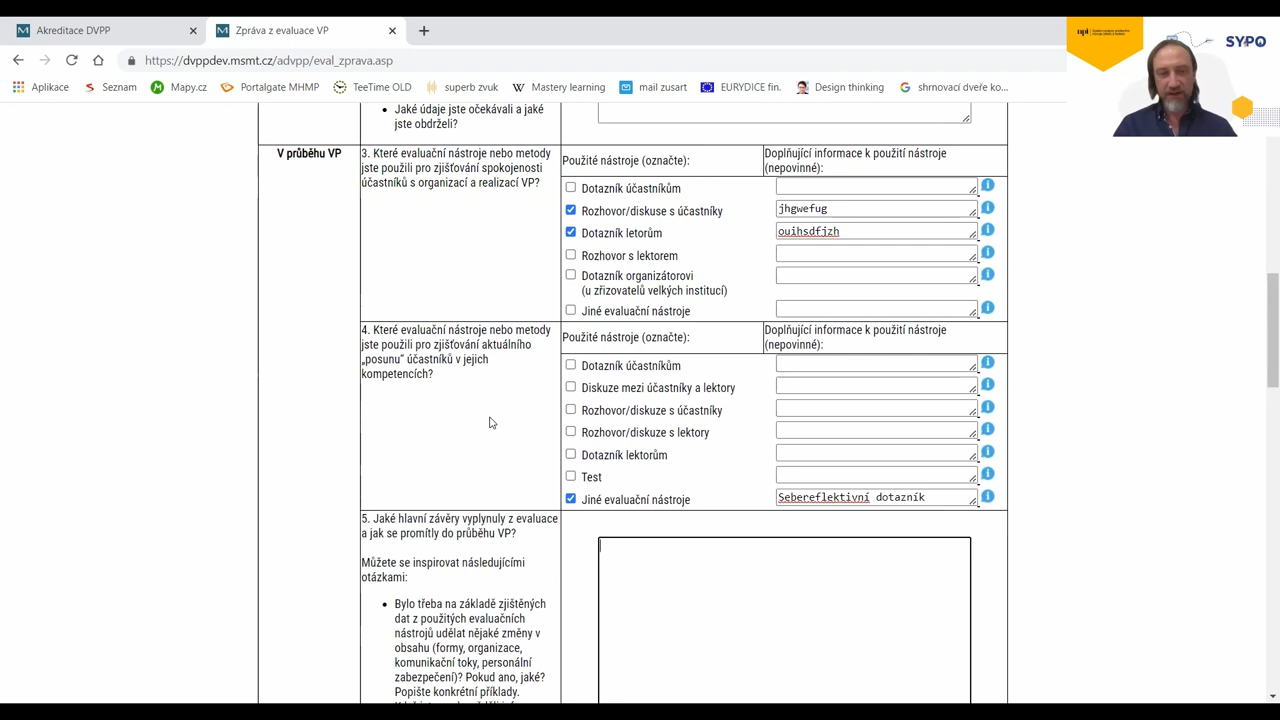 Akreditace DVPP
Zpráva z evaluace VP
https://dvppdev.msmt.cz/advpp/eval_zprava.asp
Aplikace
Seznam
Mapy.cz
Portalgate MHMP
TeeTime OLD
superb zvuk
Mastery learning
mail zusart
EURYDICE fin.
Design thinking
shrnovací dveře ko...
npi
SYPO
Jaké údaje jste očekávali a jaké
jste obdrželi?
V průběhu VP
3. Které evaluační nástroje nebo metody
jste použili pro zjišťování spokojenosti
účastníků s organizací a realizací VP?
Použité nástroje (označte):
Doplňující informace k použití nástroje
(nepovinné):
Dotazník účastníkům
Rozhovor/diskuse s účastníky
jhgwefug
Dotazník letorům
ouihsdfjzh
Rozhovor s lektorem
Dotazník organizátorovi
(u zřizovatelů velkých institucí)
Jiné evaluační nástroje
4. Které evaluační nástroje nebo metody
jste použili pro zjišťování aktuálního
„posunu“ účastníků v jejich
kompetencích?
Použité nástroje (označte):
Doplňující informace k použití nástroje
(nepovinné):
Dotazník účastníkům
Diskuze mezi účastníky a lektory
Rozhovor/diskuze s účastníky
Rozhovor/diskuze s lektory
Dotazník lektorům
Test
Jiné evaluační nástroje
Sebereflektivní dotazník
5. Jaké hlavní závěry vyplynuly z evaluace
a jak se promítly do průběhu VP?
Můžete se inspirovat následujícími
otázkami:
Bylo třeba na základě zjištěných
dat z použitých evaluačních
nástrojů udělat nějaké změny v
obsahu (formy, organizace,
komunikační toky, personální
zabezpečení)? Pokud ano, jaké?
Popište konkrétní příklady.